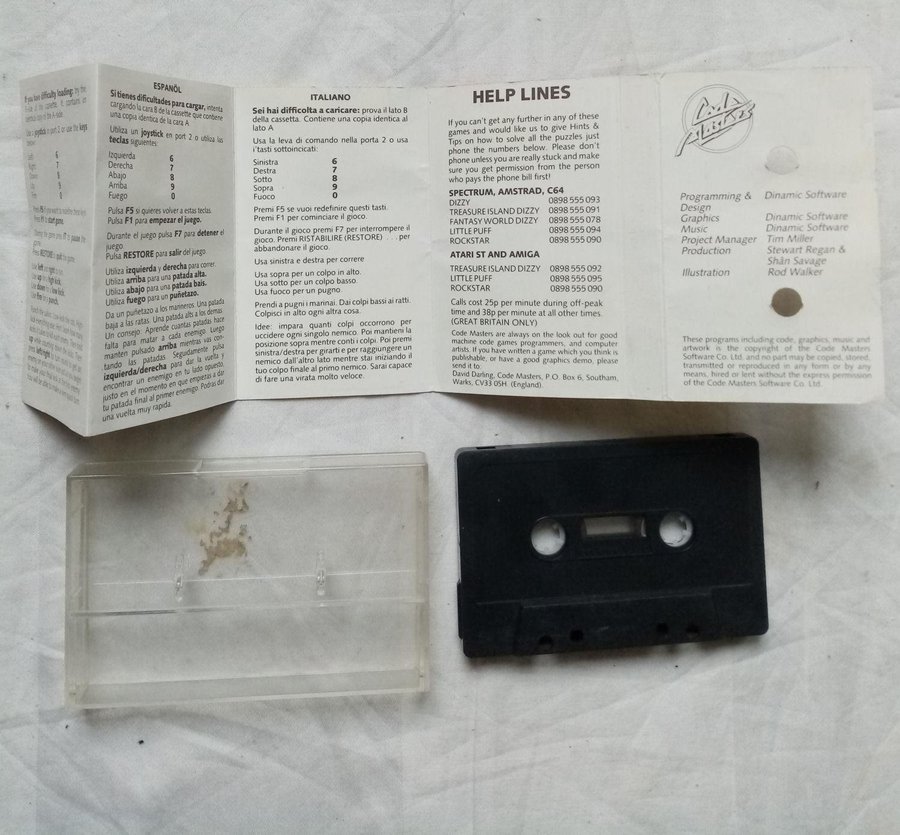 If you have difficulty loading: try the
ESPAÑOL
Si tienes dificultades para cargar, intenta
cargando la cara B de la cassette que contiene
una copia identica de la cara A
Utiliza un joystick en port 2 o utiliza las
teclas siguientes:
Izquierda 6
Derecha 7
Abajo 8
Arriba 9
Fuego 0
Pulsa F5 si quieres volver a estas teclas.
Pulsa F1 para empezar el juego.
Durante el juego pulsa F7 para detener el
juego
Pulsa RESTORE para salir del juego
Utiliza izquierda y derecha para correr.
Utiliza arriba para una patada alta.
Utiliza abajo para una patada bais.
Utiliza fuego para un puñetazo.
Da un puñetazo a los marineros. Una patada
baja a las ratas. Una patada alts a los demas.
Un consejo. Aprende cuantas patadas hace
falta para matar a cada enemigo. Luego
manten pulsado arriba mientras vas con-
tando las patadas. Seguidamente pulsa
izquierda/derecha para dar la vuelta y
encontrar un enemigo en tu lado opuesto,
justo en el momento en que empiezas a dar
tu patada final al primer enemigo. Podras dar
una vuelta muy rapida.
ITALIANO
Sei hai difficolta a caricare: prova il lato B
della cassetta. Contiene una copia identica al
lato A
Usa la leva di comando nella porta 2 o usa
i'tasti sottoincicati:
Sinistra 6
Destra 7
Sotto 8
Sopra 9
Fuoco 0
Premi F5 se vuoi redefinire questi tasti.
Premi F1 per cominciare il gioco.
Durante il gioco premi F7 per interrompere il
gioco. Premi RISTABILIRE (RESTORE) . . . per
abbandonare il gioco.
Usa sinistra e destra per correre
Usa sopra per un colpo in alto.
Usa sotto per un colpo basso.
Usa fuoco per un pugno.
Prendi a pugni i marinai. Dai colpi bassi ai ratti.
Colpisci in alto ogni altra cosa.
Idee: impara quanti colpi occorrono per
uccidere ogni singolo nemico. Poi mantieni la
posizione sopra mentre conti i colpi. Poi premi
sinistra/destra per girarti e per raggiungere un
nemico dall'altro lato mentre stai iniziando il
tuo colpo finale al primo nemico. Sarai capace
di fare una virata molto veloce.
HELP LINES
If you can't get any further in any of these
games and would like us to give Hints &
Tips on how to solve all the puzzles just
phone the numbers below. Please don't
phone unless you are really stuck and make
sure you get permission from the person
who pays the phone bill first!
SPECTRUM, AMSTRAD, C64
DIZZY 0898 555 093
TREASURE ISLAND DIZZY 0898 555 091
FANTASY WORLD DIZZY 0898 555 078
LITTLE PUFF 0898 555 094
ROCKSTAR 0898 555 090
ATARI ST AND AMIGA
TREASURE ISLAND DIZZY 0898 555 092
LITTLE PUFF 0898 555 095
ROCKSTAR 0898 555 090
Calls cost 25p per minute during off-peak
time and 38p per minute at all other times.
(GREAT BRITAIN ONLY)
Code Masters are always on the look out for good
machine code games programmers, and computer
artists. If you have written a game which you think is
publishable, or have a good graphics demo, please
send it to:
David Darling, Code Masters, P.O. Box 6, Southam,
Warks, CV33 0SH. (England).
Code Masters
Programming & Design Dinamic Software
Graphics Dinamic Software
Music Dinamic Software
Project Manager Tim Miller
Production Stewart Regan &
Shân Savage
Illustration Rod Walker
These programs including code, graphics, music and
artwork is the copyright of the Code Masters
Software Co. Ltd. and no part may be copied, stored,
transmitted or reproduced in any form or by any
means, hired or lent without the express permission
of the Code Masters Software Co. Ltd.